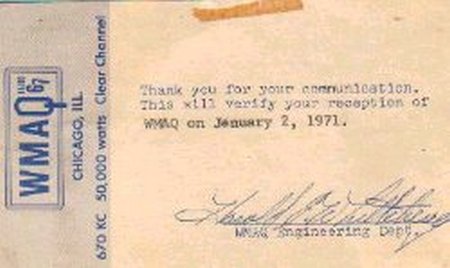 WMAQ
67
CHICAGO, ILL.
670 KC 50,000 watts Clear Channel
Thank you for your communication.
This will verify your reception of
WMAQ on January 2, 1971.
WMAQ Engineering Dept.